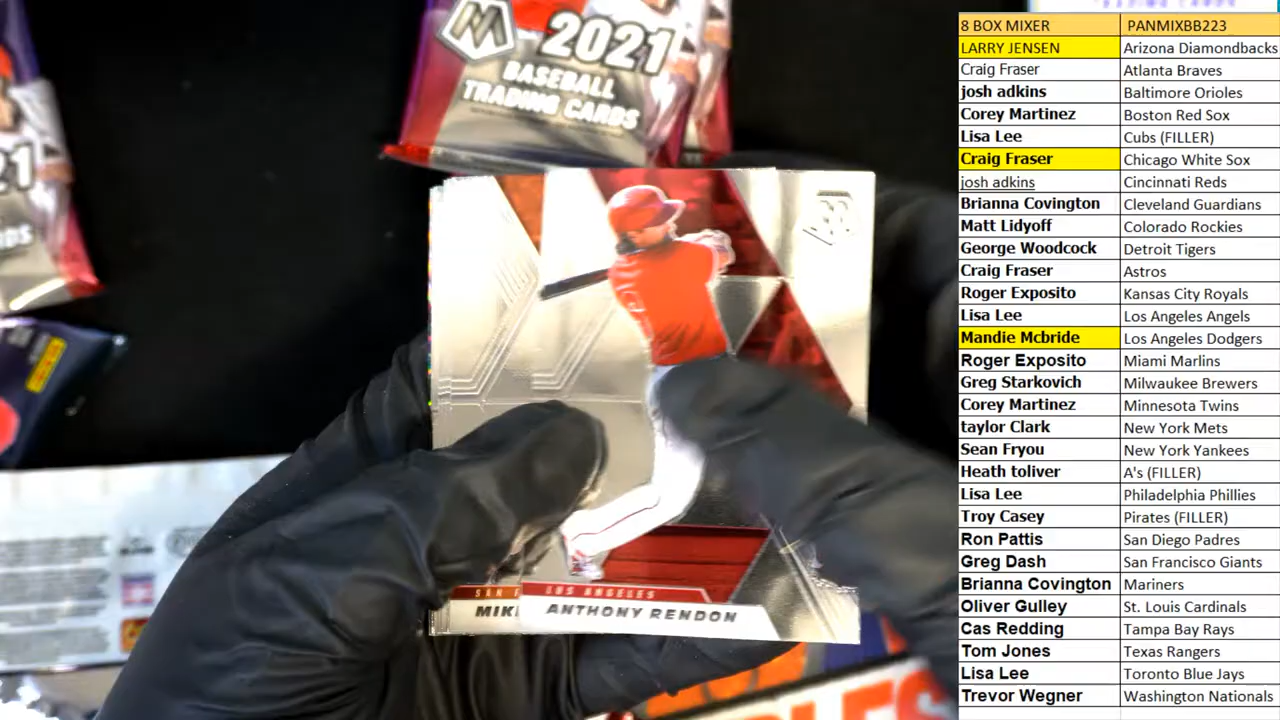 2021
BASEBALL
TRADING CARDS
21
LOS ANGELES
ANTHONY RENDON
SAN F
MIK
8 BOX MIXER PANMIXBB223
LARRY JENSEN Arizona Diamondbacks
Craig Fraser Atlanta Braves
josh adkins Baltimore Orioles
Corey Martinez Boston Red Sox
Lisa Lee Cubs (FILLER)
Craig Fraser Chicago White Sox
josh adkins Cincinnati Reds
Brianna Covington Cleveland Guardians
Matt Lidyoff Colorado Rockies
George Woodcock Detroit Tigers
Craig Fraser Astros
Roger Exposito Kansas City Royals
Lisa Lee Los Angeles Angels
Mandie Mcbride Los Angeles Dodgers
Roger Exposito Miami Marlins
Greg Starkovich Milwaukee Brewers
Corey Martinez Minnesota Twins
taylor Clark New York Mets
Sean Fryou New York Yankees
Heath toliver A's (FILLER)
Lisa Lee Philadelphia Phillies
Troy Casey Pirates (FILLER)
Ron Pattis San Diego Padres
Greg Dash San Francisco Giants
Brianna Covington Mariners
Oliver Gulley St. Louis Cardinals
Cas Redding Tampa Bay Rays
Tom Jones Texas Rangers
Lisa Lee Toronto Blue Jays
Trevor Wegner Washington Nationals